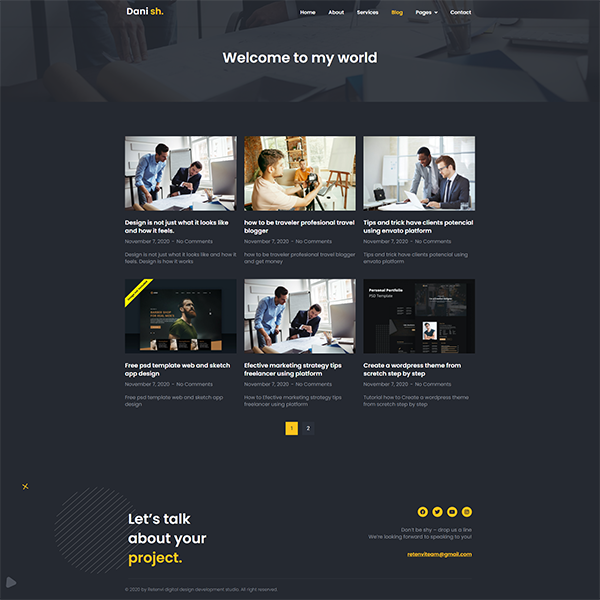 Dani sh.
Home About Services Blog Pages Contact
Welcome to my world
Design is not just what it looks like
and how it feels.
November 7, 2020 - No Comments
Design is not just what it looks like and how it
feels. Design is how it works
how to be traveler profesional travel
blogger
November 7, 2020 - No Comments
how to be traveler profesional travel blogger
and get money
Tips and trick have clients potencial
using envato platform
November 7, 2020 - No Comments
Tips and trick have clients potencial using
envato platform
Personal Portfolio
PSD Template
Free psd template web and sketch
app design
November 7, 2020 - No Comments
Free psd template web and sketch app
design
Efective marketing strategy tips
freelancer using platform
November 7, 2020 - No Comments
How to Efective marketing strategy tips
freelancer using platform
Create a wordpress theme from
scretch step by step
November 7, 2020 - No Comments
Tutorial how to Create a wordpress theme
from scretch step by step
1 2
Let's talk
about your
project.
Don't be shy – drop us a line
We're looking forward to speaking to you!
retenviteam@gmail.com
© 2020 by Retenvi digital design development studio. All right reserved